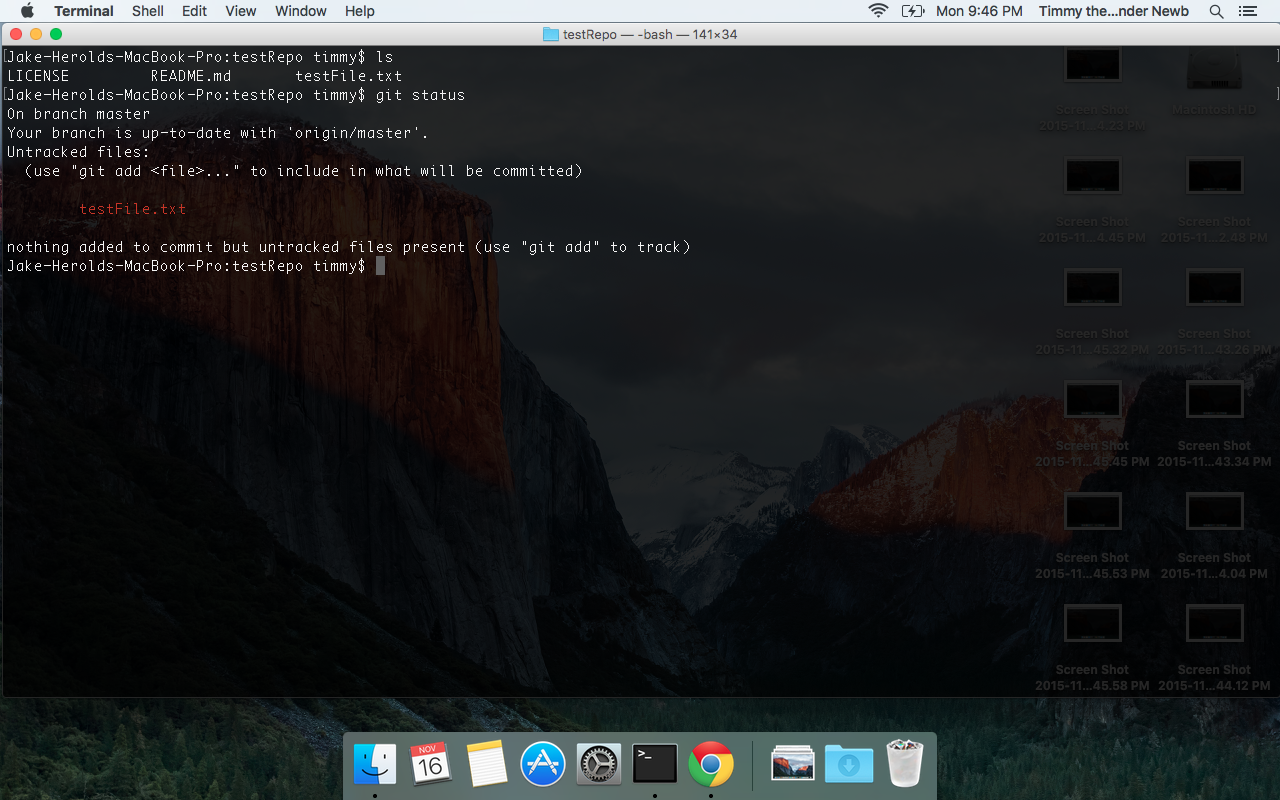 Terminal Shell Edit View Window Help Mon 9:46 PM Timmy the...nder Newb
testRepo — -bash — 141×34
[Jake-Herolds-MacBook-Pro:testRepo timmy$ ls ]
LICENSE README.md testFile.txt
[Jake-Herolds-MacBook-Pro:testRepo timmy$ git status ]
On branch master
Your branch is up-to-date with 'origin/master'.
Untracked files:
(use "git add <file>..." to include in what will be committed)
testFile.txt
nothing added to commit but untracked files present (use "git add" to track)
Jake-Herolds-MacBook-Pro:testRepo timmy$
Screen Shot Macintosh HD
2015-11...4.23 PM
Screen Shot Screen Shot
2015-11...4.45 PM 2015-11...2.48 PM
Screen Shot Screen Shot
2015-11...45.32 PM 2015-11...43.26 PM
Screen Shot Screen Shot
2015-11...45.45 PM 2015-11...43.34 PM
Screen Shot Screen Shot
2015-11...45.53 PM 2015-11...4.04 PM
Screen Shot Screen Shot
2015-11...45.58 PM 2015-11...44.12 PM
NOV
16
>_